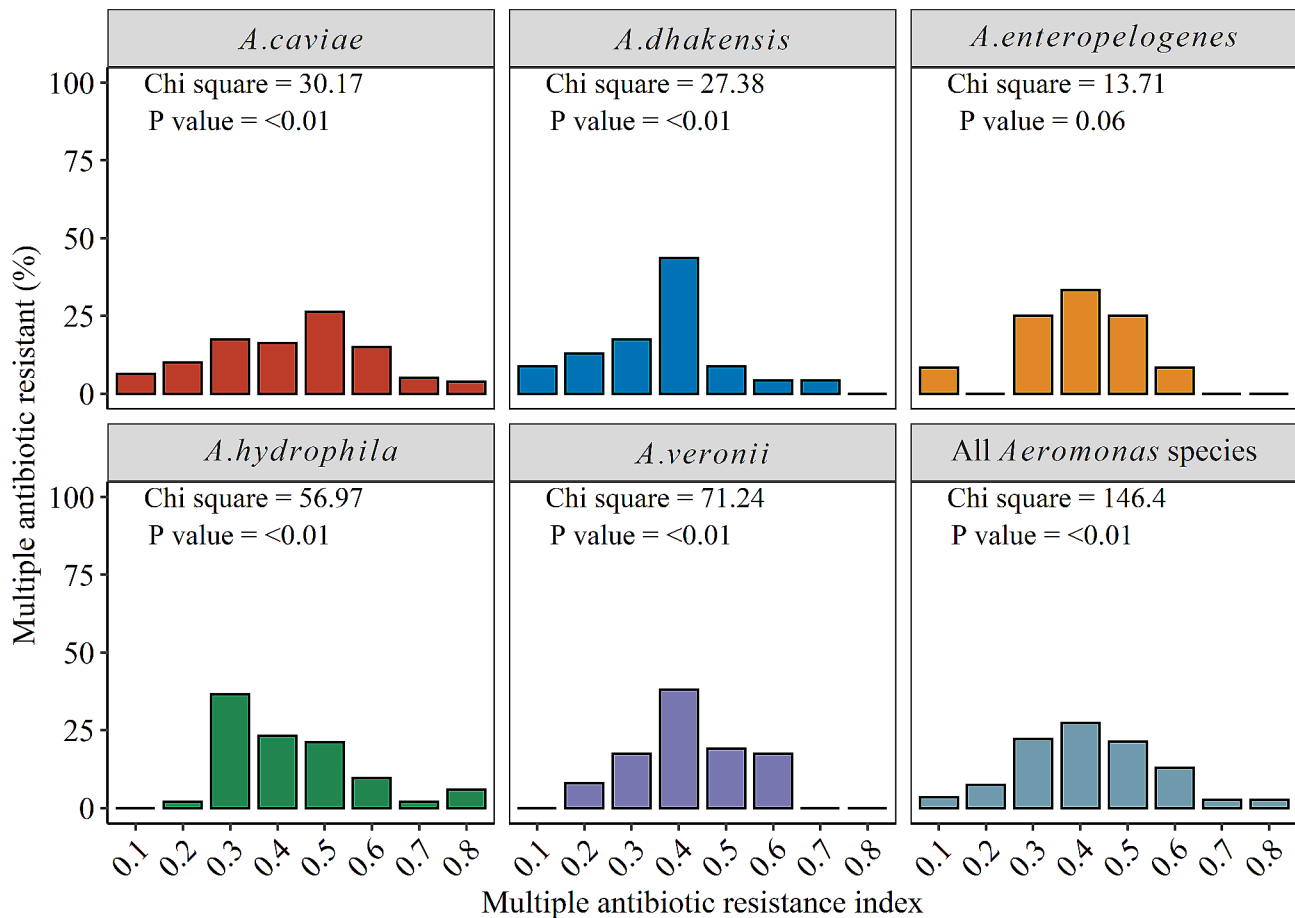 A.caviae
Chi square = 30.17
P value = <0.01
A.dhakensis
Chi square = 27.38
P value = <0.01
A.enteropelogenes
Chi square = 13.71
P value = 0.06
100
75
50
25
0
A.hydrophila
Chi square = 56.97
P value = <0.01
A.veronii
Chi square = 71.24
P value = <0.01
All Aeromonas species
Chi square = 146.4
P value = <0.01
100
75
50
25
0
Multiple antibiotic resistant (%)
0.1 0.2 0.3 0.4 0.5 0.6 0.7 0.8
0.1 0.2 0.3 0.4 0.5 0.6 0.7 0.8
0.1 0.2 0.3 0.4 0.5 0.6 0.7 0.8
Multiple antibiotic resistance index